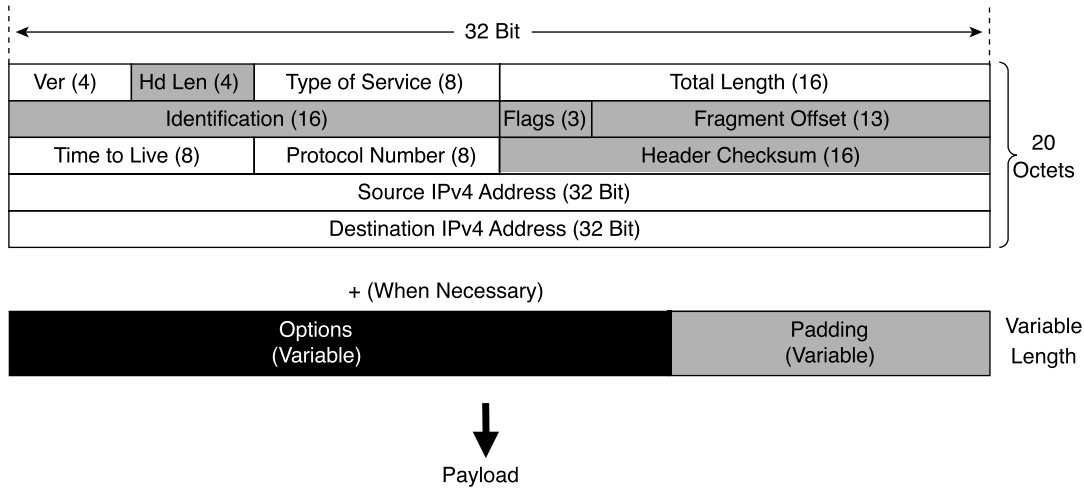 32 Bit
Ver (4) Hd Len (4) Type of Service (8) Total Length (16)
Identification (16) Flags (3) Fragment Offset (13)
Time to Live (8) Protocol Number (8) Header Checksum (16)
Source IPv4 Address (32 Bit)
Destination IPv4 Address (32 Bit)
20
Octets
+ (When Necessary)
Options
(Variable)
Padding
(Variable)
Variable
Length
Payload